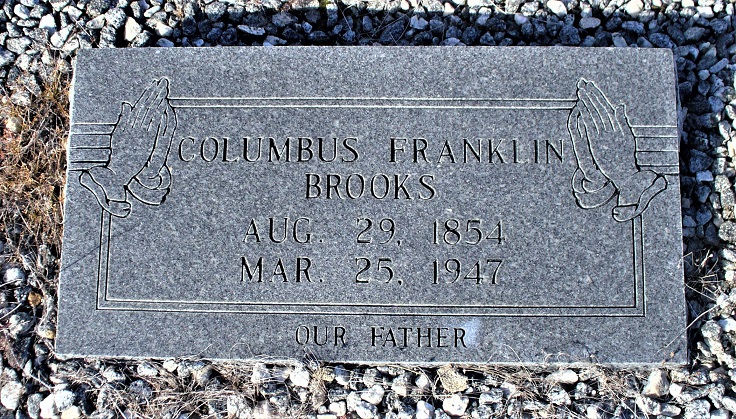 COLUMBUS FRANKLIN
BROOKS
AUG. 29, 1854
MAR. 25, 1947
OUR FATHER